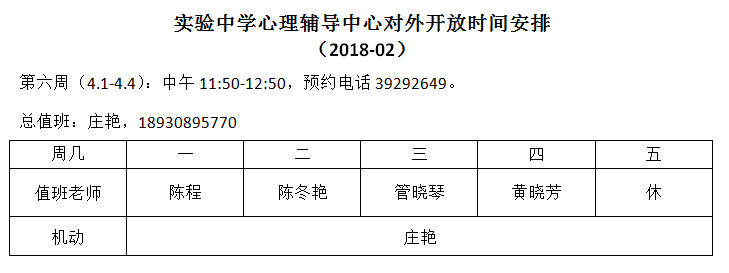 实验中学心理辅导中心对外开放时间安排
（2018-02）
第六周（4.1-4.4）：中午 11:50-12:50，预约电话 39292649。
总值班：庄艳，18930895770
周几 一 二 三 四 五
值班老师 陈程 陈冬艳 管晓琴 黄晓芳 休
机动 庄艳